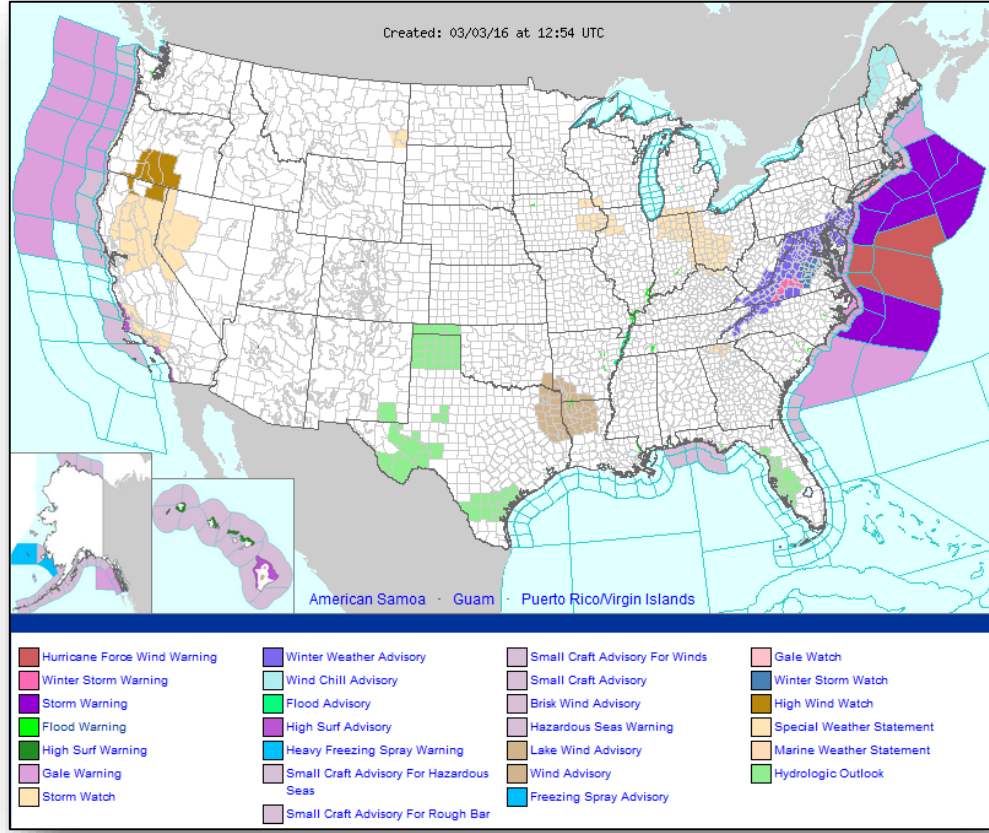 Created: 03/03/16 at 12:54 UTC
American Samoa - Guam - Puerto Rico/Virgin Islands
Hurricane Force Wind Warning
Winter Storm Warning
Storm Warning
Flood Warning
High Surf Warning
Gale Warning
Storm Watch
Winter Weather Advisory
Wind Chill Advisory
Flood Advisory
High Surf Advisory
Heavy Freezing Spray Warning
Small Craft Advisory For Hazardous
Seas
Small Craft Advisory For Rough Bar
Small Craft Advisory For Winds
Small Craft Advisory
Brisk Wind Advisory
Hazardous Seas Warning
Lake Wind Advisory
Wind Advisory
Freezing Spray Advisory
Gale Watch
Winter Storm Watch
High Wind Watch
Special Weather Statement
Marine Weather Statement
Hydrologic Outlook